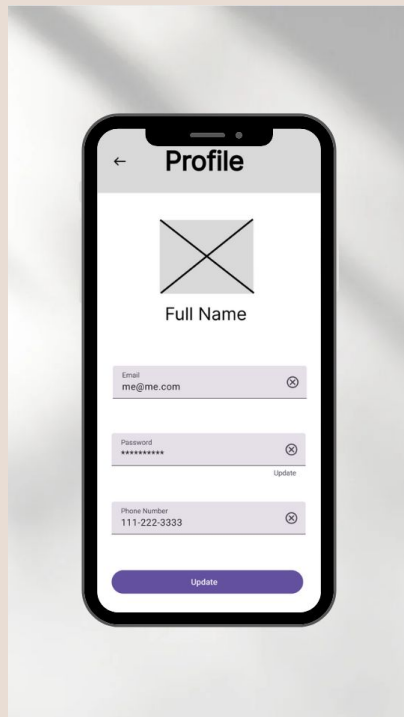 Profile
Full Name
Email
me@me.com
Password
**********
Update
Phone Number
111-222-3333
Update